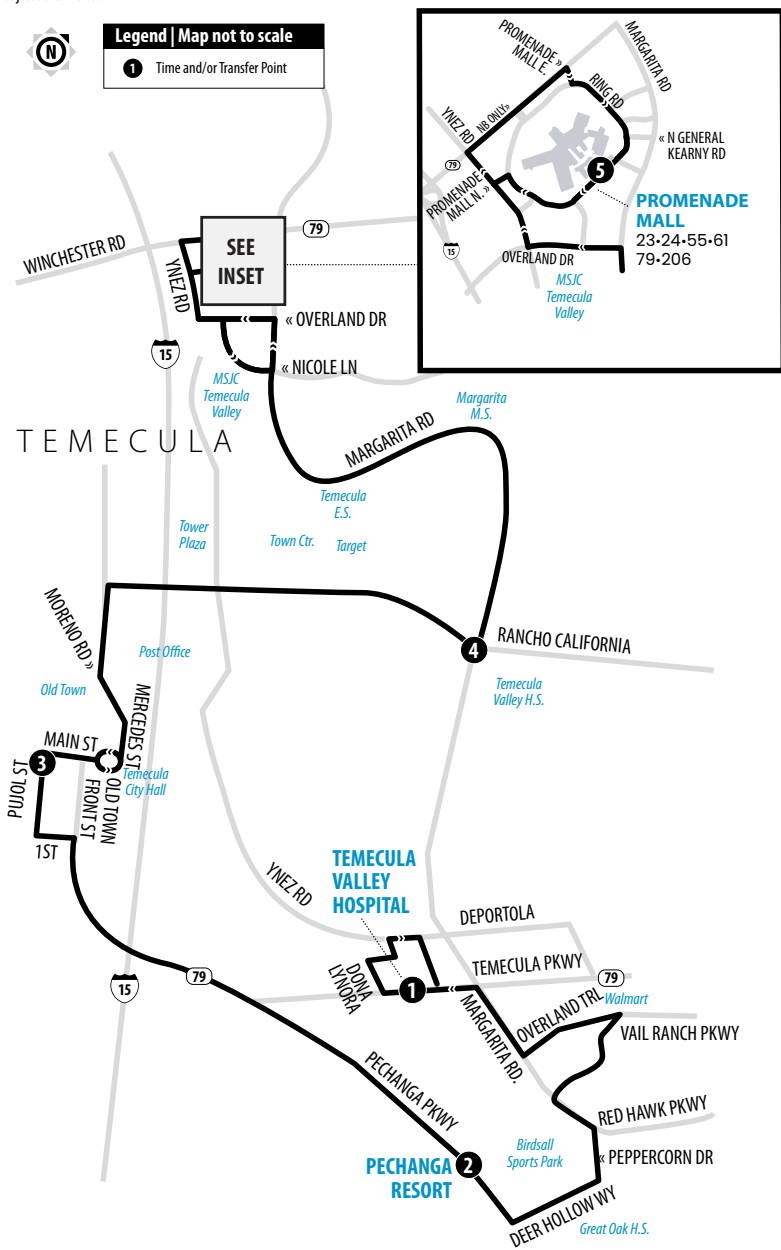 N
Legend | Map not to scale
1 Time and/or Transfer Point
PROMENADE »
MALL E.
MARGARITA RD
RING RD
YNEZ RD
NB ONLY»
« N GENERAL
KEARNY RD
79
PROMENADE
MALL N. »
5
PROMENADE
MALL
23•24•55•61
79•206
15
OVERLAND DR
MSJC
Temecula
Valley
WINCHESTER RD
79
SEE
INSET
YNEZ RD
« OVERLAND DR
15
« NICOLE LN
MSJC
Temecula
Valley
Margarita
M.S.
TEMECULA
MARGARITA RD
Temecula
E.S.
Tower
Plaza
Town Ctr.
Target
MORENO RD »
Post Office
4
RANCHO CALIFORNIA
Old Town
Temecula
Valley H.S.
MERCEDES ST
MAIN ST
3
PUJOL ST
Temecula
City Hall
OLD TOWN
FRONT ST
1ST
TEMECULA
VALLEY
HOSPITAL
YNEZ RD
DEPORTOLA
DONA
LYNORA
TEMECULA PKWY
79
15
79
1
Walmart
OVERLAND TRL
MARGARITA RD.
VAIL RANCH PKWY
PECHANGA PKWY
RED HAWK PKWY
Birdsall
Sports Park
« PEPPERCORN DR
PECHANGA
RESORT
2
DEER HOLLOW WY
Great Oak H.S.